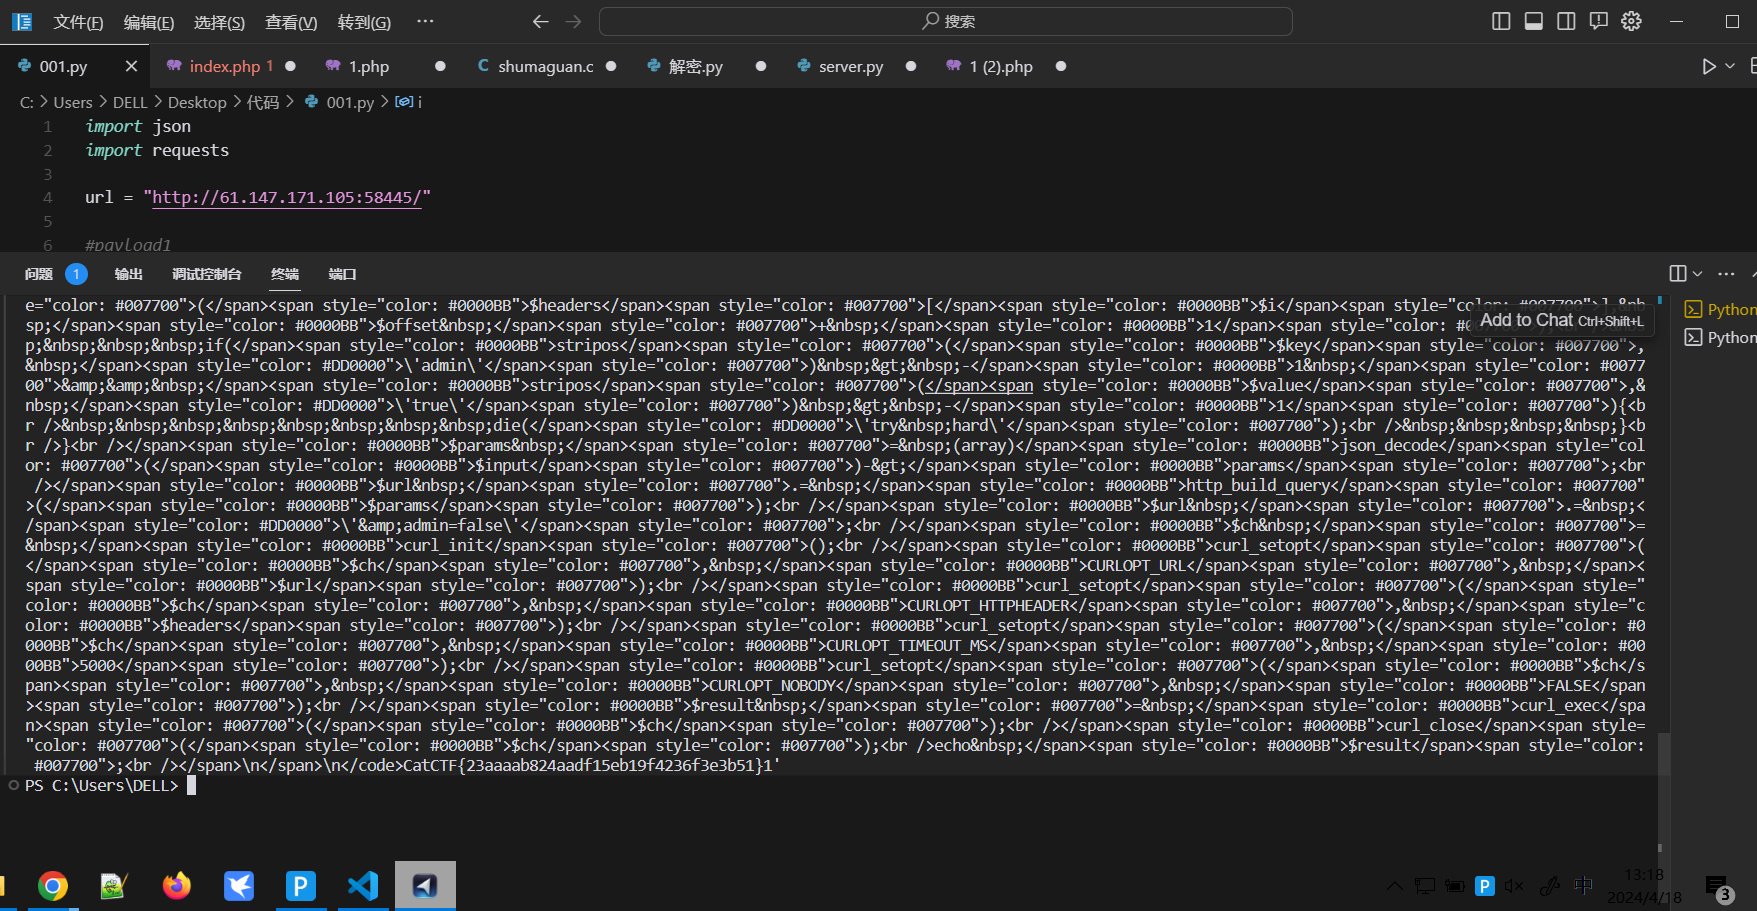 文件(F) 编辑(E) 选择(S) 查看(V) 转到(G) ··· 搜索
001.py index.php 1 1.php C shumaguan.c 解密.py server.py 1 (2).php
C: > Users > DELL > Desktop > 代码 > 001.py > i
1 import json
2 import requests
3
4 url = "http://61.147.171.105:58445/"
5
6 #payload1
问题 1 输出 调试控制台 终端 端口
e="color: #007700">(</span><span style="color: #0000BB">$headers</span><span style="color: #007700">[</span><span style="color: #0000BB">$i</span><span style="color: #007700">],&nb
sp;</span><span style="color: #0000BB">$offset&nbsp;</span><span style="color: #007700">+&nbsp;</span><span style="color: #0000BB">1</span><span style="color: #
Add to Chat Ctrl+Shift+L
p;&nbsp;&nbsp;&nbsp;if(</span><span style="color: #0000BB">stripos</span><span style="color: #007700">(</span><span style="color: #0000BB">$key</span><span style="color: #007700">,
&nbsp;</span><span style="color: #DD0000">\'admin\'</span><span style="color: #007700">)&nbsp;&gt;&nbsp;-</span><span style="color: #0000BB">1&nbsp;</span><span style="color: #0077
00">&amp;&amp;&nbsp;</span><span style="color: #0000BB">stripos</span><span style="color: #007700">(</span><span style="color: #0000BB">$value</span><span style="color: #007700">,&
nbsp;</span><span style="color: #DD0000">\'true\'</span><span style="color: #007700">)&nbsp;&gt;&nbsp;-</span><span style="color: #0000BB">1</span><span style="color: #007700">){<b
r />&nbsp;&nbsp;&nbsp;&nbsp;&nbsp;&nbsp;&nbsp;&nbsp;die(</span><span style="color: #DD0000">\'try&nbsp;hard\'</span><span style="color: #007700">);<br />&nbsp;&nbsp;&nbsp;&nbsp;}<b
r />}<br /></span><span style="color: #0000BB">$params&nbsp;</span><span style="color: #007700">=&nbsp;(array)</span><span style="color: #0000BB">json_decode</span><span style="col
or: #007700">(</span><span style="color: #0000BB">$input</span><span style="color: #007700">)-&gt;</span><span style="color: #0000BB">params</span><span style="color: #007700">;<br
/></span><span style="color: #0000BB">$url&nbsp;</span><span style="color: #007700">.=&nbsp;</span><span style="color: #0000BB">http_build_query</span><span style="color: #007700"
>(</span><span style="color: #0000BB">$params</span><span style="color: #007700">);<br /></span><span style="color: #0000BB">$url&nbsp;</span><span style="color: #007700">.=&nbsp;<
/span><span style="color: #DD0000">\'&amp;admin=false\'</span><span style="color: #007700">;<br /></span><span style="color: #0000BB">$ch&nbsp;</span><span style="color: #007700">=
&nbsp;</span><span style="color: #0000BB">curl_init</span><span style="color: #007700">();<br /></span><span style="color: #0000BB">curl_setopt</span><span style="color: #007700">(
</span><span style="color: #0000BB">$ch</span><span style="color: #007700">,&nbsp;</span><span style="color: #0000BB">CURLOPT_URL</span><span style="color: #007700">,&nbsp;</span><
span style="color: #0000BB">$url</span><span style="color: #007700">);<br /></span><span style="color: #0000BB">curl_setopt</span><span style="color: #007700">(</span><span style="
color: #0000BB">$ch</span><span style="color: #007700">,&nbsp;</span><span style="color: #0000BB">CURLOPT_HTTPHEADER</span><span style="color: #007700">,&nbsp;</span><span style="c
olor: #0000BB">$headers</span><span style="color: #007700">);<br /></span><span style="color: #0000BB">curl_setopt</span><span style="color: #007700">(</span><span style="color: #0
000BB">$ch</span><span style="color: #007700">,&nbsp;</span><span style="color: #0000BB">CURLOPT_TIMEOUT_MS</span><span style="color: #007700">,&nbsp;</span><span style="color: #00
00BB">5000</span><span style="color: #007700">);<br /></span><span style="color: #0000BB">curl_setopt</span><span style="color: #007700">(</span><span style="color: #0000BB">$ch</s
pan><span style="color: #007700">,&nbsp;</span><span style="color: #0000BB">CURLOPT_NOBODY</span><span style="color: #007700">,&nbsp;</span><span style="color: #0000BB">FALSE</span
><span style="color: #007700">);<br /></span><span style="color: #0000BB">$result&nbsp;</span><span style="color: #007700">=&nbsp;</span><span style="color: #0000BB">curl_exec</spa
n><span style="color: #007700">(</span><span style="color: #0000BB">$ch</span><span style="color: #007700">);<br /></span><span style="color: #0000BB">curl_close</span><span style=
"color: #007700">(</span><span style="color: #0000BB">$ch</span><span style="color: #007700">);<br />echo&nbsp;</span><span style="color: #0000BB">$result</span><span style="color:
#007700">;<br /></span>\n</span>\n</code>CatCTF{23aaaab824aadf15eb19f4236f3e3b51}1'
PS C:\Users\DELL>
Python
Python
中 13:18
2024/4/18 3